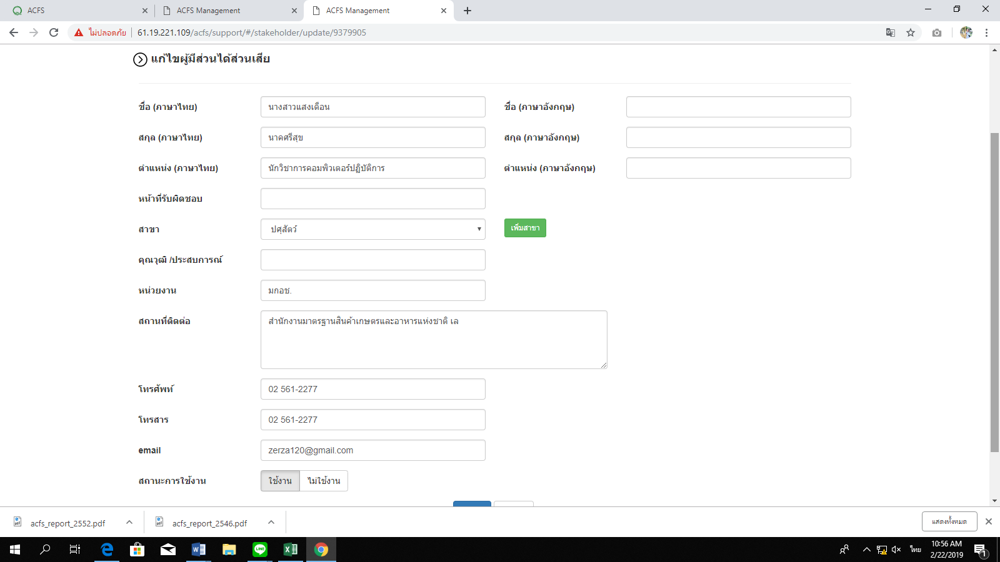 ACFS
ACFS Management
ACFS Management
ไม่ปลอดภัย
61.19.221.109/acfs/support/#/stakeholder/update/9379905
แก้ไขผู้มีส่วนได้ส่วนเสีย
ชื่อ (ภาษาไทย) นางสาวแสงเดือน ชื่อ (ภาษาอังกฤษ)
สกุล (ภาษาไทย) นาคศรีสุข สกุล (ภาษาอังกฤษ)
ตำแหน่ง (ภาษาไทย) นักวิชาการคอมพิวเตอร์ปฏิบัติการ ตำแหน่ง (ภาษาอังกฤษ)
หน้าที่รับผิดชอบ
สาขา ปศุสัตว์ เพิ่มสาขา
คุณวุฒิ /ประสบการณ์
หน่วยงาน มกอช.
สถานที่ติดต่อ สำนักงานมาตรฐานสินค้าเกษตรและอาหารแห่งชาติ เล
โทรศัพท์ 02 561-2277
โทรสาร 02 561-2277
email zerza120@gmail.com
สถานะการใช้งาน ใช้งาน ไม่ใช้งาน
acfs_report_2552.pdf
acfs_report_2546.pdf
แสดงทั้งหมด
ไทย
10:56 AM
2/22/2019
1